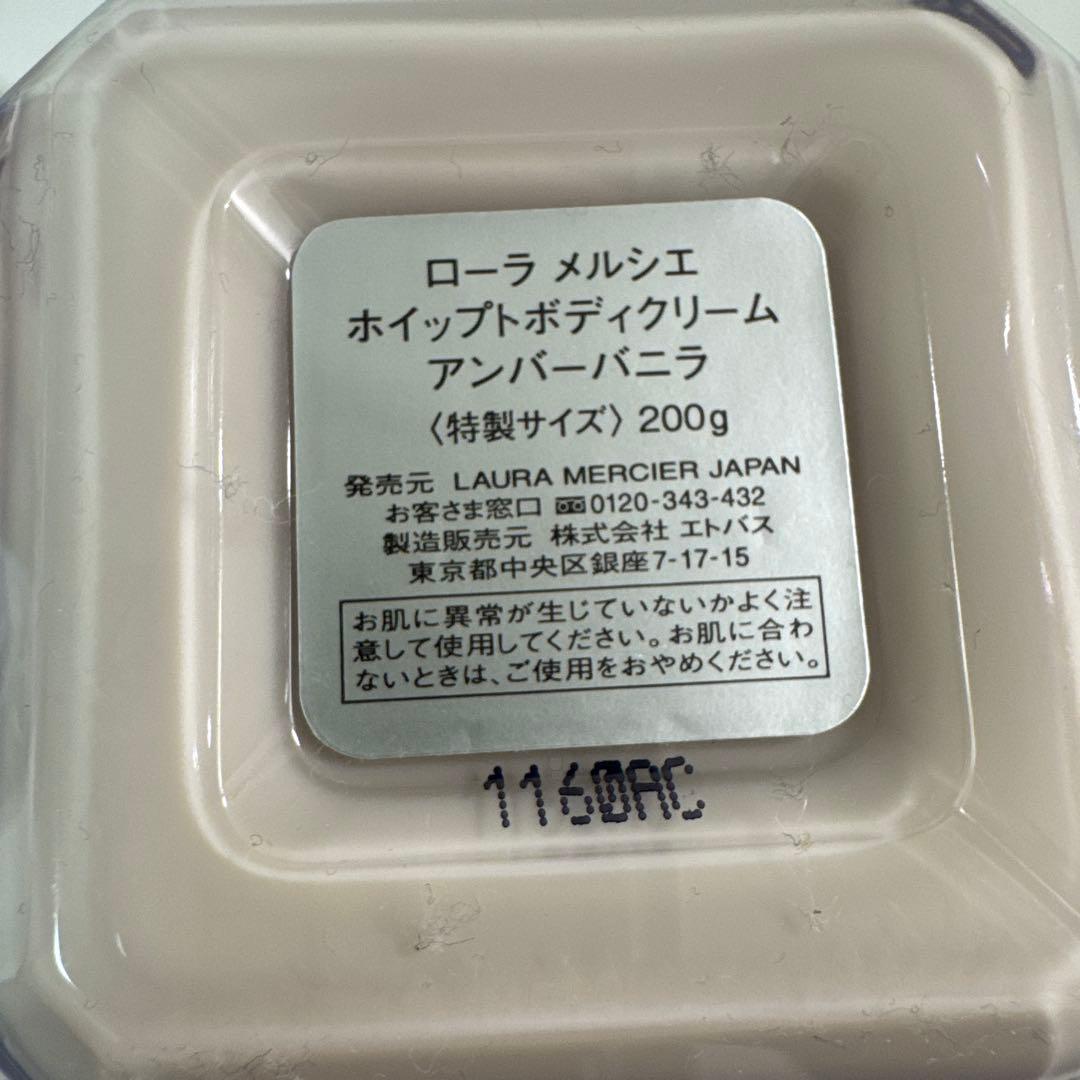 ローラ メルシエ
ホイップトボディクリーム
アンバーバニラ
〈特製サイズ〉200g
発売元 LAURA MERCIER JAPAN
お客さま窓口 0120-343-432
製造販売元 株式会社 エトバス
東京都中央区銀座7-17-15
お肌に異常が生じていないかよく注
意して使用してください。お肌に合わ
ないときは、ご使用をおやめください。
1160AC